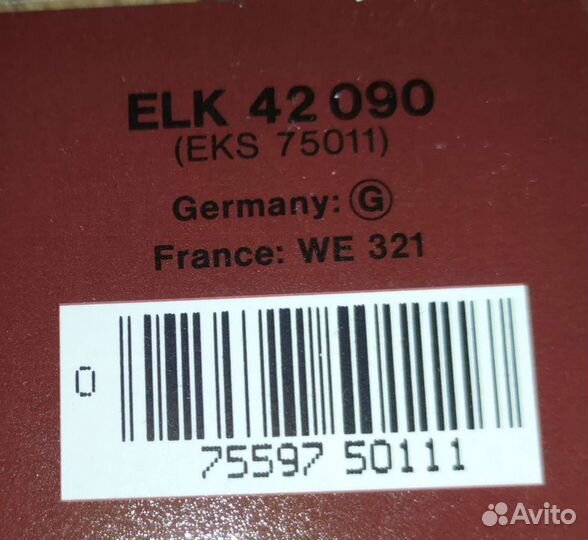 ELK 42 090
(EKS 75011)
Germany: G
France: WE 321
0
75597 50111
Avito